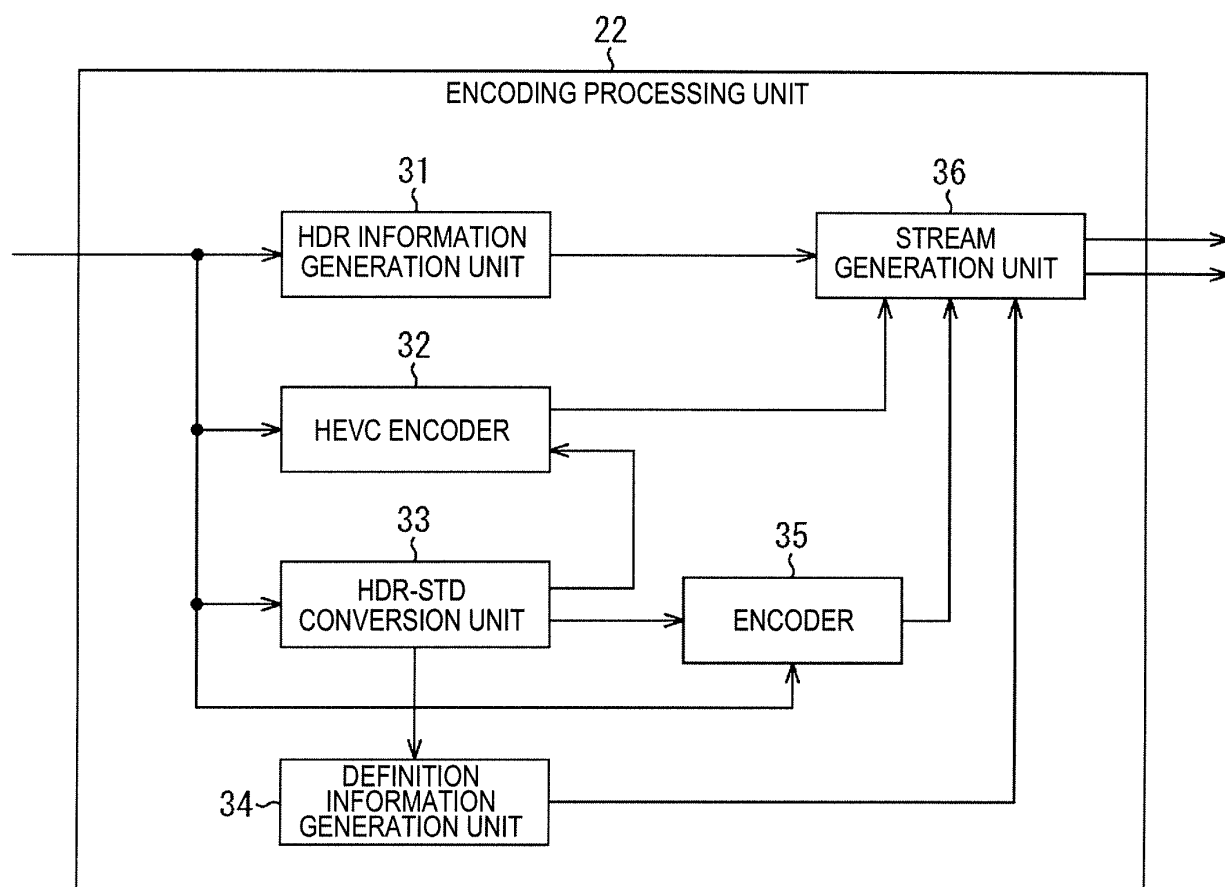 22
ENCODING PROCESSING UNIT
31
HDR INFORMATION
GENERATION UNIT
36
STREAM
GENERATION UNIT
32
HEVC ENCODER
33
HDR-STD
CONVERSION UNIT
35
ENCODER
34
DEFINITION
INFORMATION
GENERATION UNIT